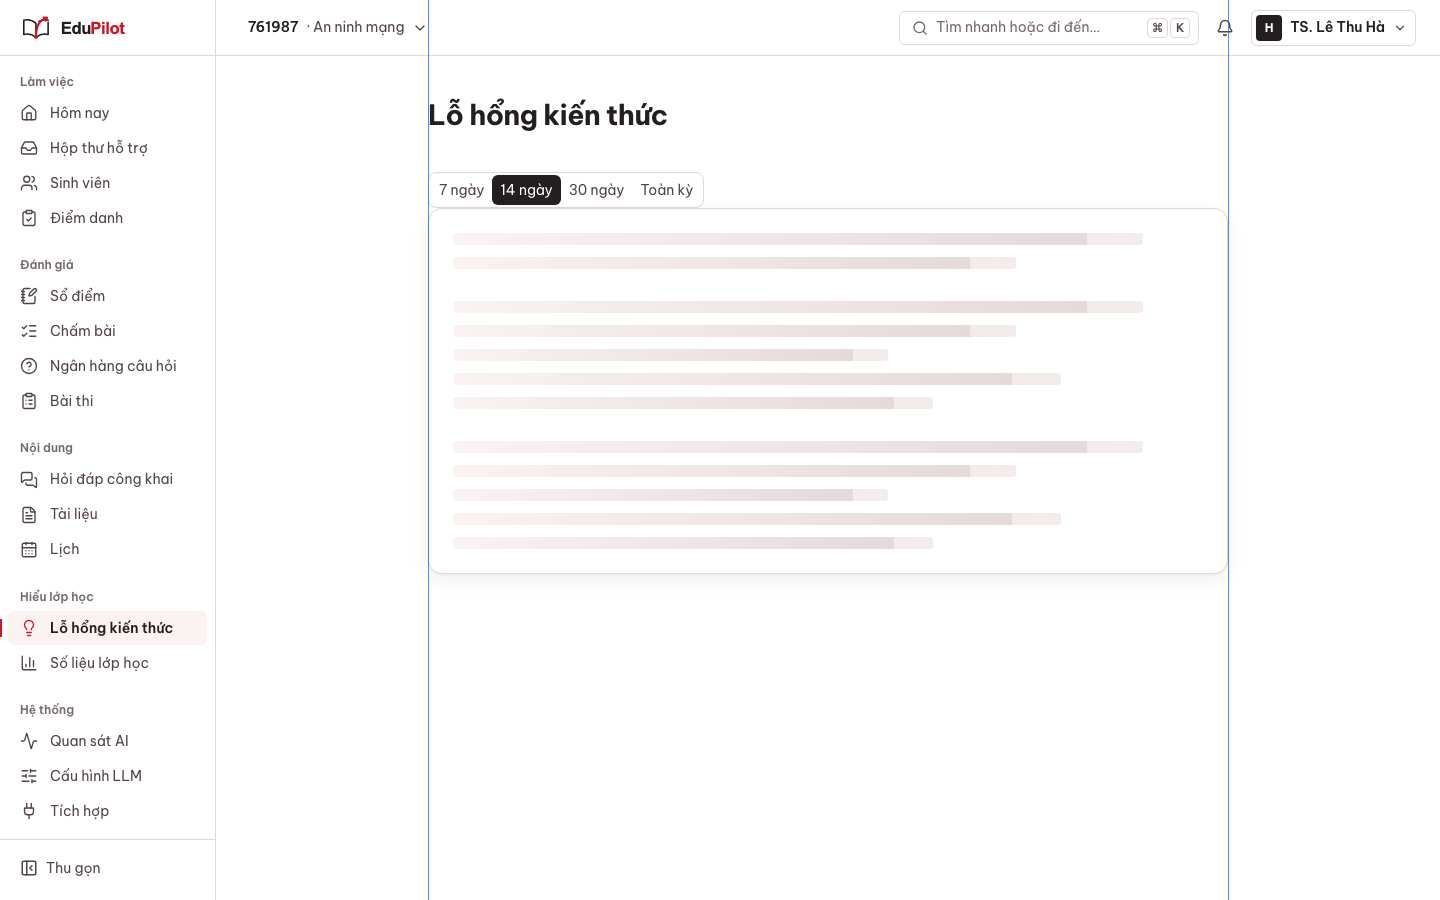 EduPilot
761987 · An ninh mạng
Tìm nhanh hoặc đi đến...
⌘ K
H TS. Lê Thu Hà
Làm việc
Hôm nay
Hộp thư hỗ trợ
Sinh viên
Điểm danh
Đánh giá
Sổ điểm
Chấm bài
Ngân hàng câu hỏi
Bài thi
Nội dung
Hỏi đáp công khai
Tài liệu
Lịch
Hiểu lớp học
Lỗ hổng kiến thức
Số liệu lớp học
Hệ thống
Quan sát AI
Cấu hình LLM
Tích hợp
Thu gọn
Lỗ hổng kiến thức
7 ngày 14 ngày 30 ngày Toàn kỳ